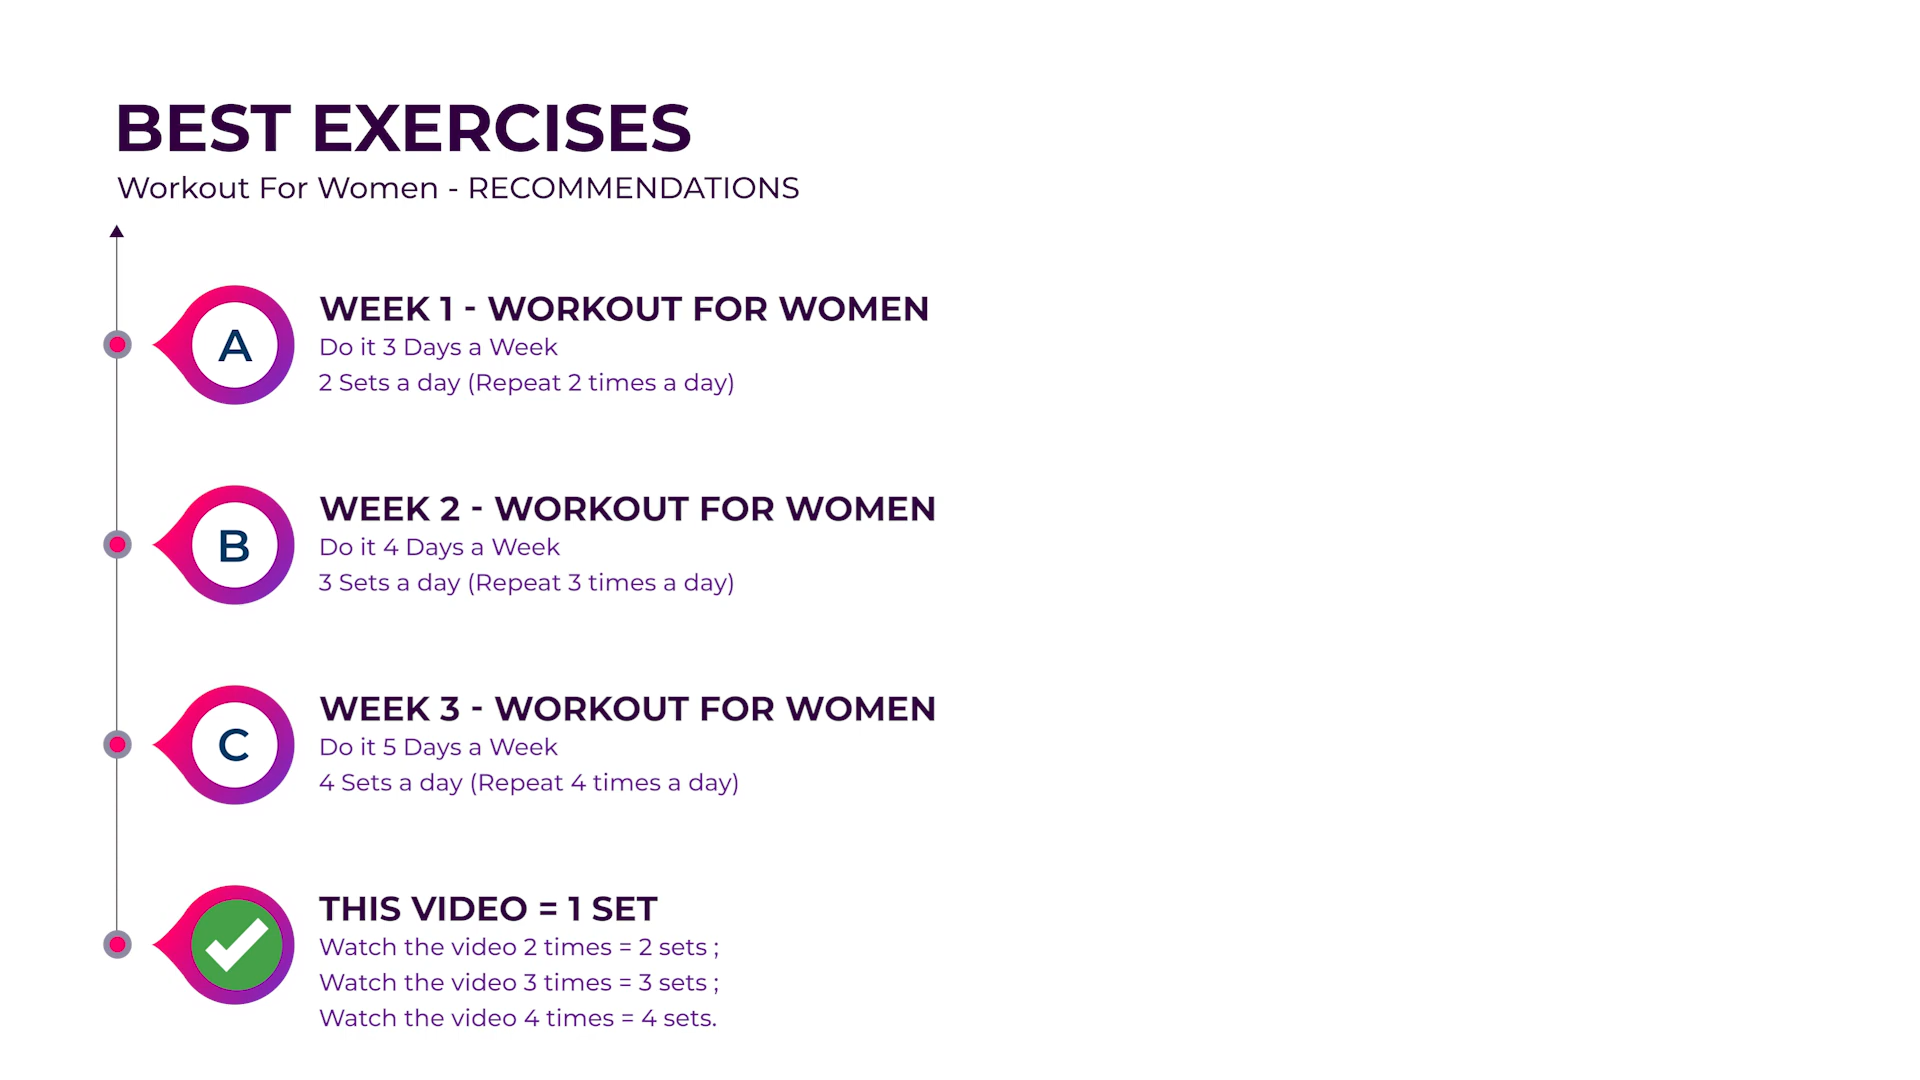 BEST EXERCISES
Workout For Women - RECOMMENDATIONS
A
WEEK 1 - WORKOUT FOR WOMEN
Do it 3 Days a Week
2 Sets a day (Repeat 2 times a day)
B
WEEK 2 - WORKOUT FOR WOMEN
Do it 4 Days a Week
3 Sets a day (Repeat 3 times a day)
C
WEEK 3 - WORKOUT FOR WOMEN
Do it 5 Days a Week
4 Sets a day (Repeat 4 times a day)
THIS VIDEO = 1 SET
Watch the video 2 times = 2 sets ;
Watch the video 3 times = 3 sets ;
Watch the video 4 times = 4 sets.